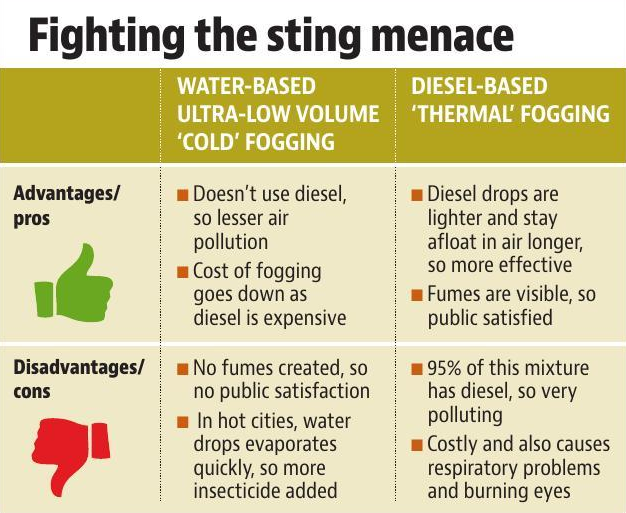 Fighting the sting menace
WATER-BASED
ULTRA-LOW VOLUME
‘COLD’ FOGGING
DIESEL-BASED
‘THERMAL’ FOGGING
Advantages/
pros
■ Doesn’t use diesel,
so lesser air
pollution
■ Cost of fogging
goes down as
diesel is expensive
■ Diesel drops are
lighter and stay
afloat in air longer,
so more effective
■ Fumes are visible, so
public satisfied
Disadvantages/
cons
■ No fumes created, so
no public satisfaction
■ In hot cities, water
drops evaporates
quickly, so more
insecticide added
■ 95% of this mixture
has diesel, so very
polluting
■ Costly and also causes
respiratory problems
and burning eyes